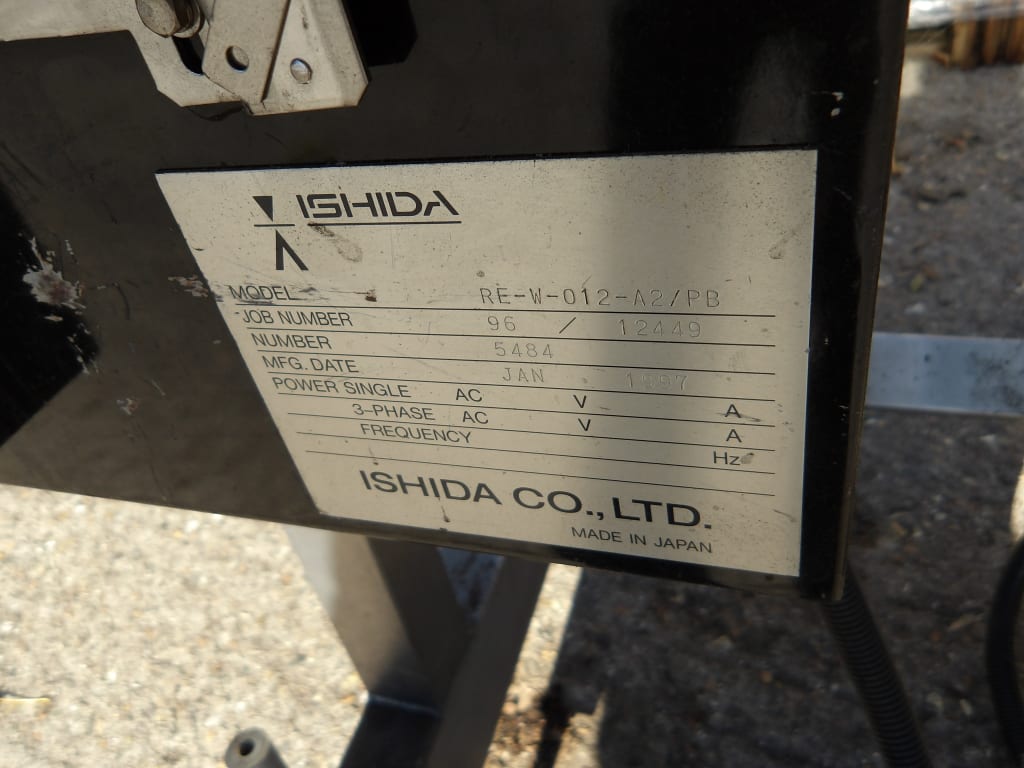 ISHIDA
MODEL RE-W-012-A2/PB
JOB NUMBER 96 / 12449
NUMBER 5484
MFG. DATE JAN 1997
POWER SINGLE AC V A
3-PHASE AC V A
FREQUENCY Hz
ISHIDA CO., LTD.
MADE IN JAPAN